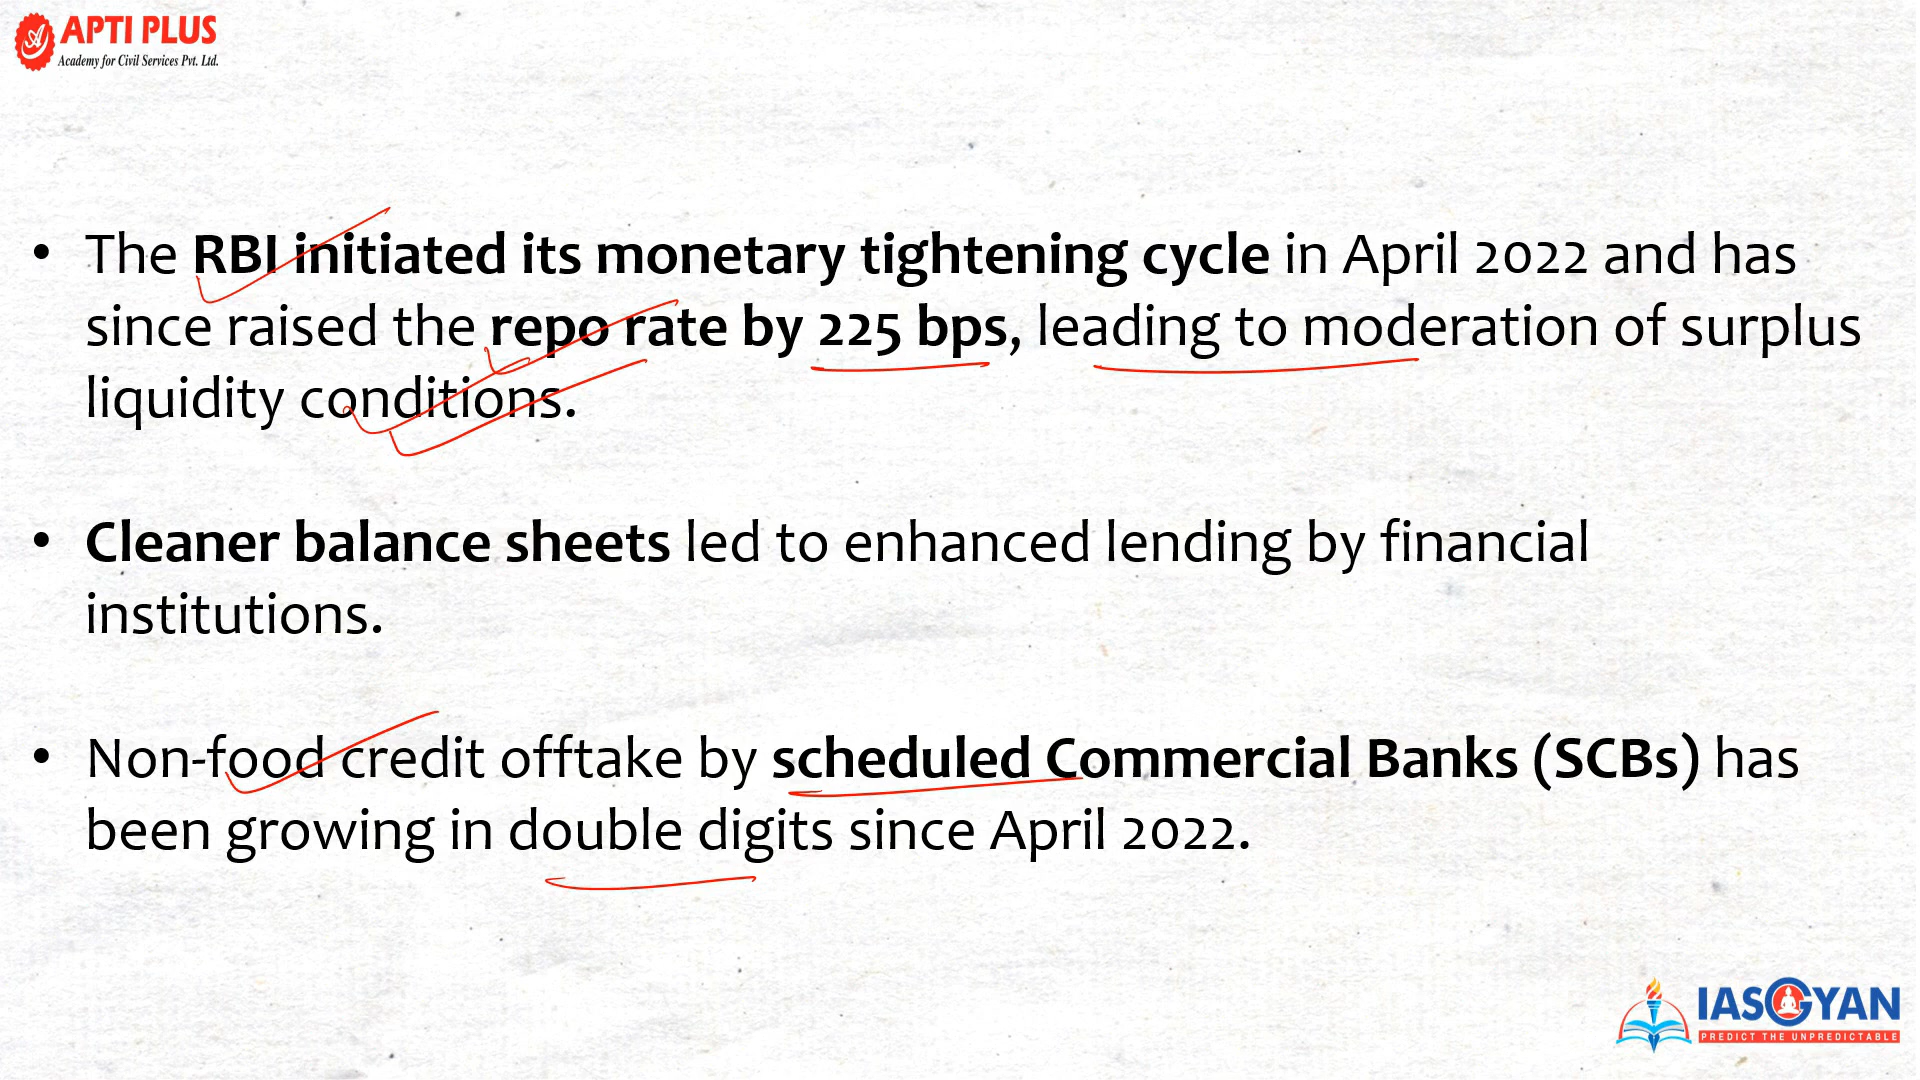 APTI PLUS
Academy for Civil Services Pvt. Ltd.
• The RBI initiated its monetary tightening cycle in April 2022 and has
since raised the repo rate by 225 bps, leading to moderation of surplus
liquidity conditions.
• Cleaner balance sheets led to enhanced lending by financial
institutions.
• Non-food credit offtake by scheduled Commercial Banks (SCBs) has
been growing in double digits since April 2022.
IASGYAN
PREDICT THE UNPREDICTABLE